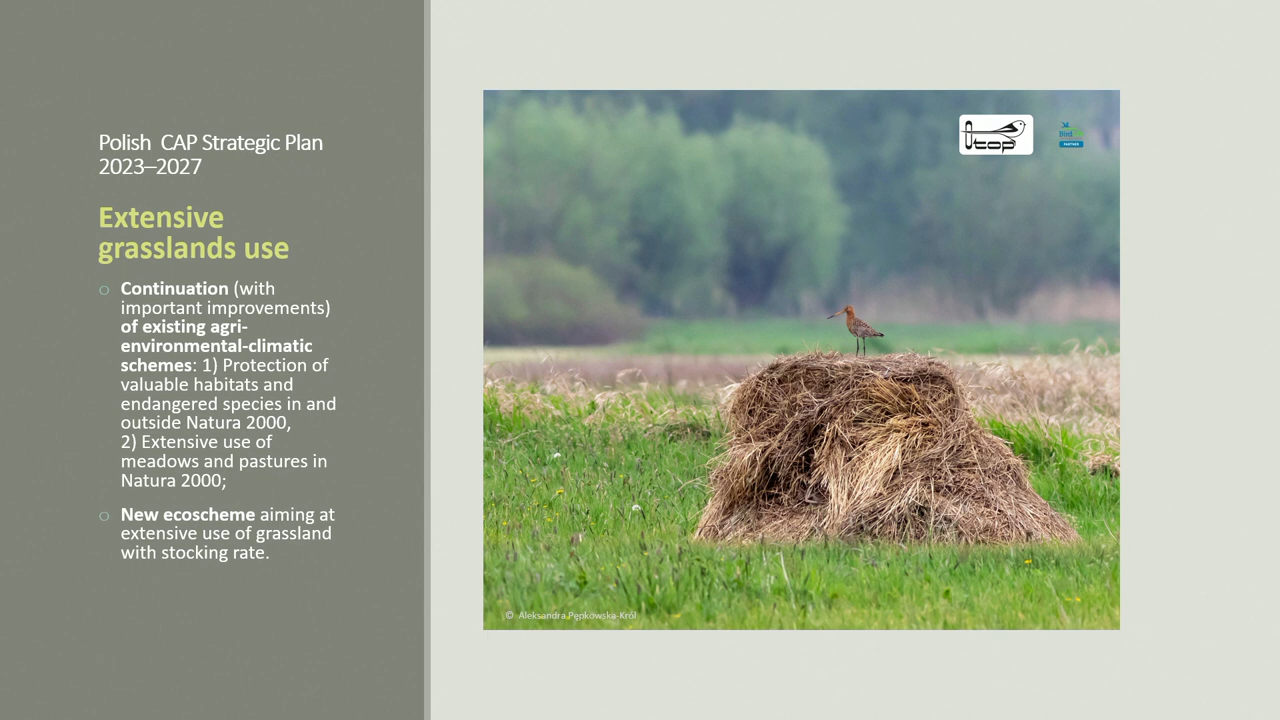 Polish CAP Strategic Plan
2023–2027
Extensive
grasslands use
Continuation (with
important improvements)
of existing agri-
environmental-climatic
schemes: 1) Protection of
valuable habitats and
endangered species in and
outside Natura 2000,
2) Extensive use of
meadows and pastures in
Natura 2000;
New ecoscheme aiming at
extensive use of grassland
with stocking rate.
otop
Bird
PARTNER
© Aleksandra Pępkowska-Król